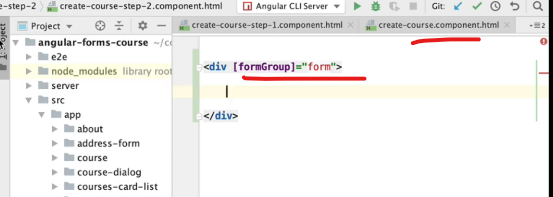 -step-2 ❯ create-course-step-2.component.html
Angular CLI Server
Git:
Project
create-course-step-1.component.html
create-course.component.html
angular-forms-course
e2e
node_modules library root
server
src
app
about
address-form
course
course-dialog
courses-card-list
<div [formGroup]="form">
</div>